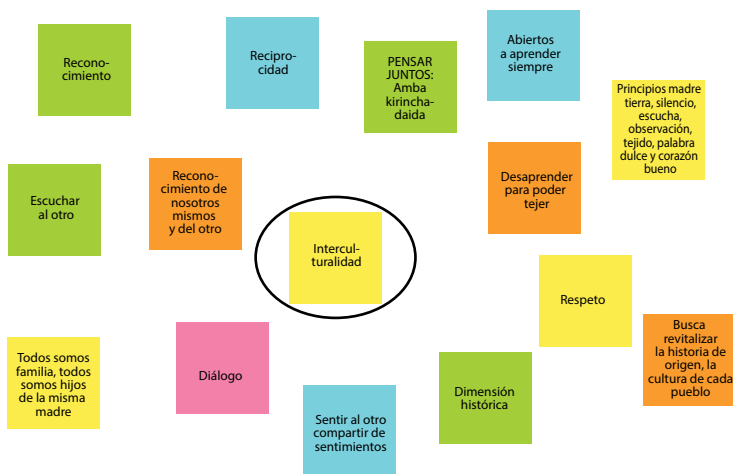 Recono-
cimiento
Recipro-
cidad
PENSAR
JUNTOS:
Amba
kirincha-
daida
Abiertos
a aprender
siempre
Principios madre
tierra, silencio,
escucha,
observación,
tejido, palabra
dulce y corazón
bueno
Escuchar
al otro
Recono-
cimiento de
nosotros
mismos
y del otro
Intercul-
turalidad
Desaprender
para poder
tejer
Respeto
Todos somos
familia, todos
somos hijos
de la misma
madre
Diálogo
Sentir al otro
compartir de
sentimientos
Dimensión
histórica
Busca
revitalizar
la historia de
origen, la
cultura de cada
pueblo